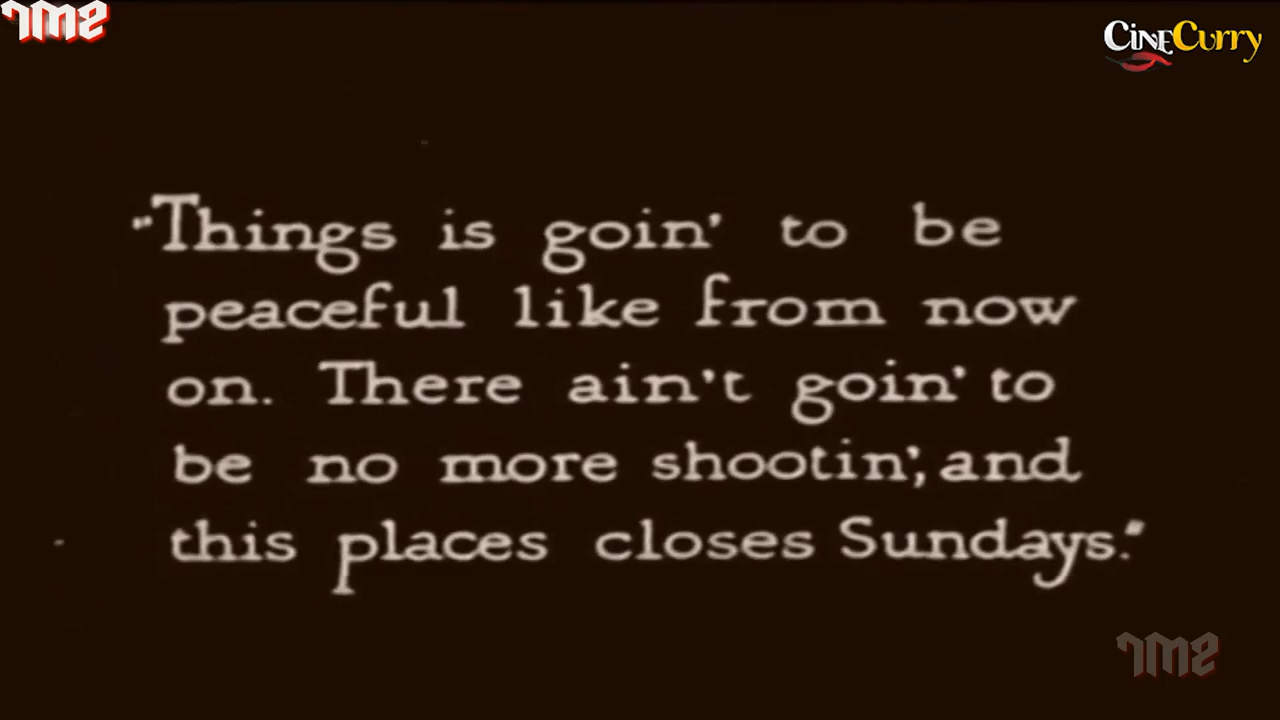 CineCurry
"Things is goin' to be
peaceful like from now
on. There ain't goin' to
be no more shootin', and
this places closes Sundays."